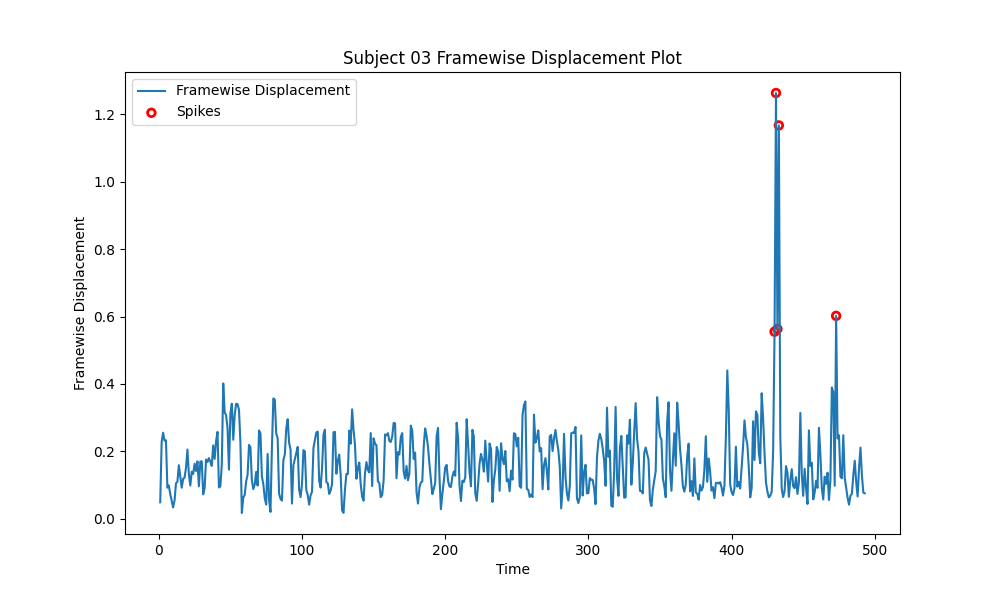 Subject 03 Framewise Displacement Plot
Framewise Displacement
Spikes
Framewise Displacement
1.2
1.0
0.8
0.6
0.4
0.2
0.0
0
100
200
300
400
500
Time